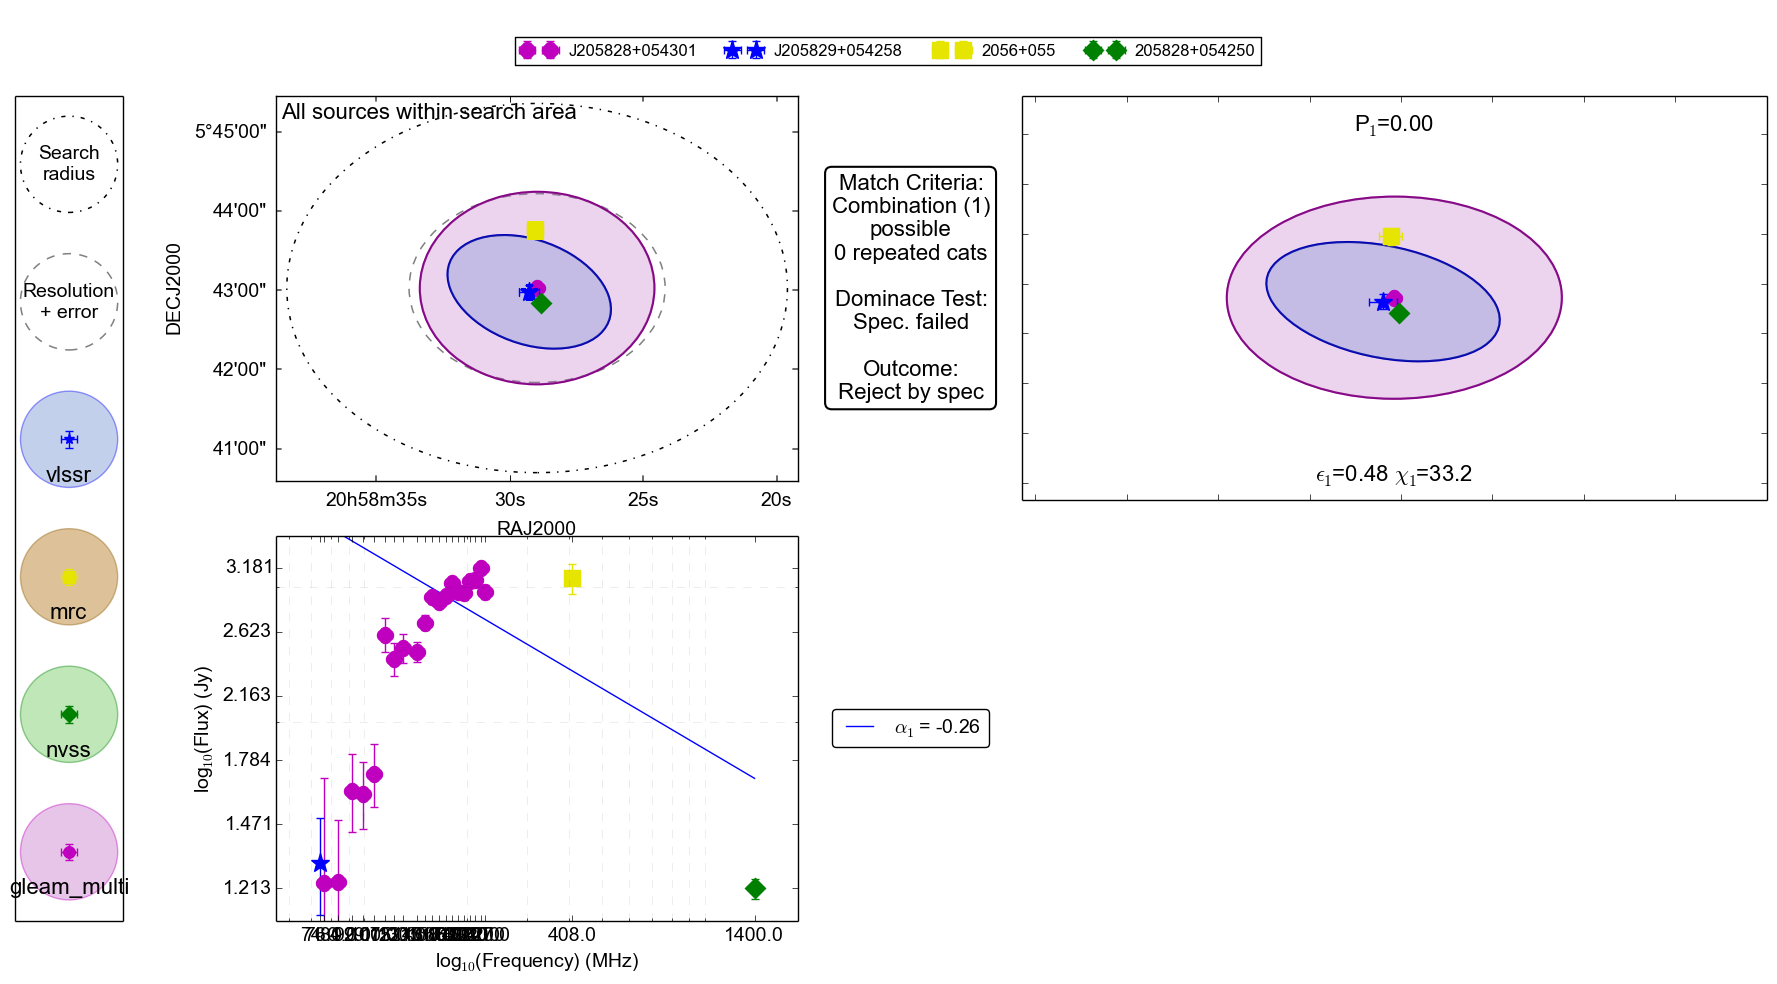 J205828+054301 J205829+054258 2056+055 205828+054250
Search
radius
Resolution
+ error
vlssr
mrc
nvss
gleam_multi
All sources within search area
DECJ2000
5°45'00"
44'00"
43'00"
42'00"
41'00"
20h58m35s 30s 25s 20s
RAJ2000
Match Criteria:
Combination (1)
possible
0 repeated cats
Dominace Test:
Spec. failed
Outcome:
Reject by spec
P₁=0.00
ϵ₁=0.48 χ₁=33.2
log₁₀(Flux) (Jy)
3.181
2.623
2.163
1.784
1.471
1.213
408.0 1400.0
log₁₀(Frequency) (MHz)
α₁ = -0.26